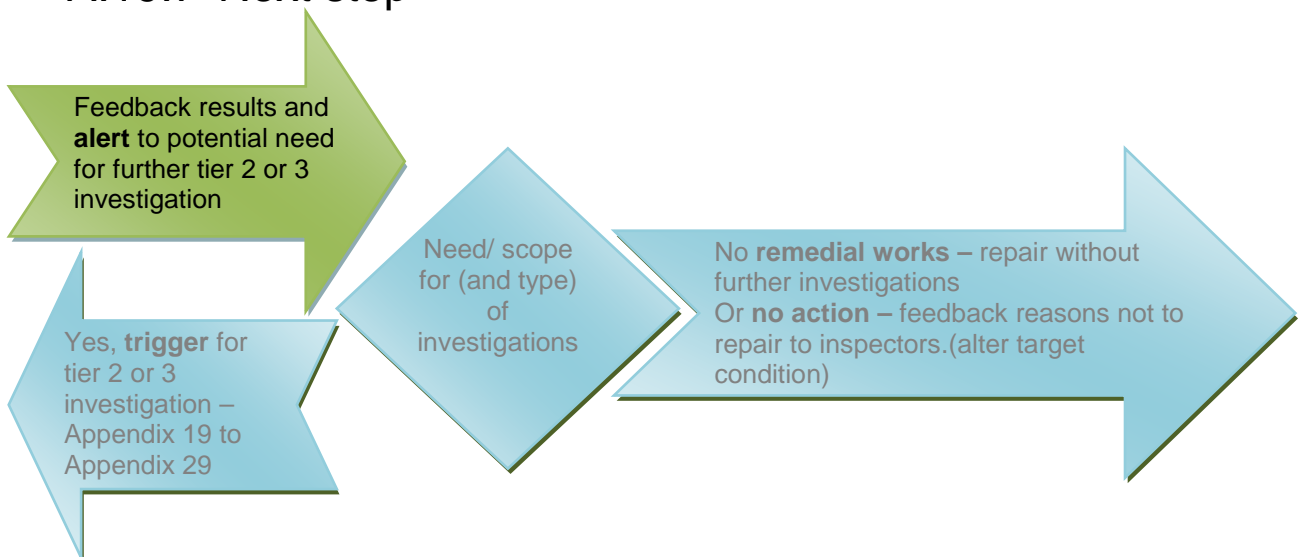 Feedback results and
alert to potential need
for further tier 2 or 3
investigation
Need/ scope
for (and type)
of
investigations
No remedial works – repair without
further investigations
Or no action – feedback reasons not to
repair to inspectors.(alter target
condition)
Yes, trigger for
tier 2 or 3
investigation –
Appendix 19 to
Appendix 29